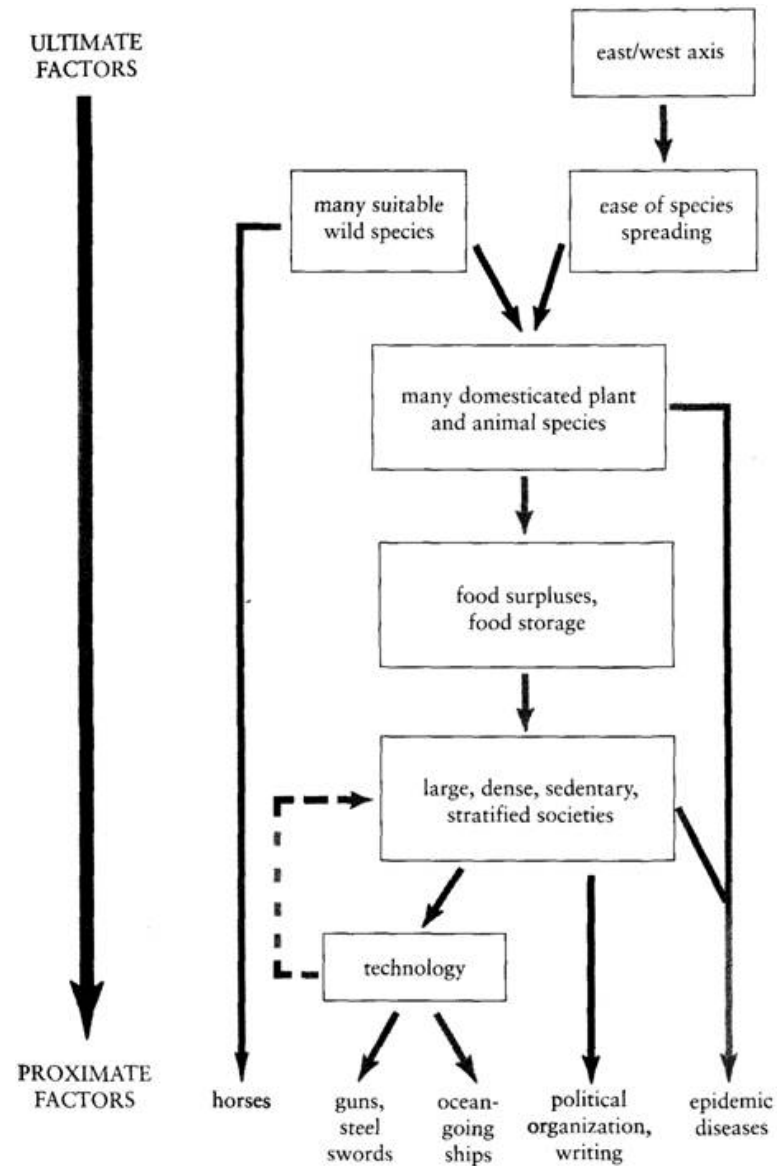 ULTIMATE
FACTORS
east/west axis
many suitable
wild species
ease of species
spreading
many domesticated plant
and animal species
food surpluses,
food storage
large, dense, sedentary,
stratified societies
technology
PROXIMATE
FACTORS
horses
guns,
steel
swords
ocean-
going
ships
political
organization,
writing
epidemic
diseases